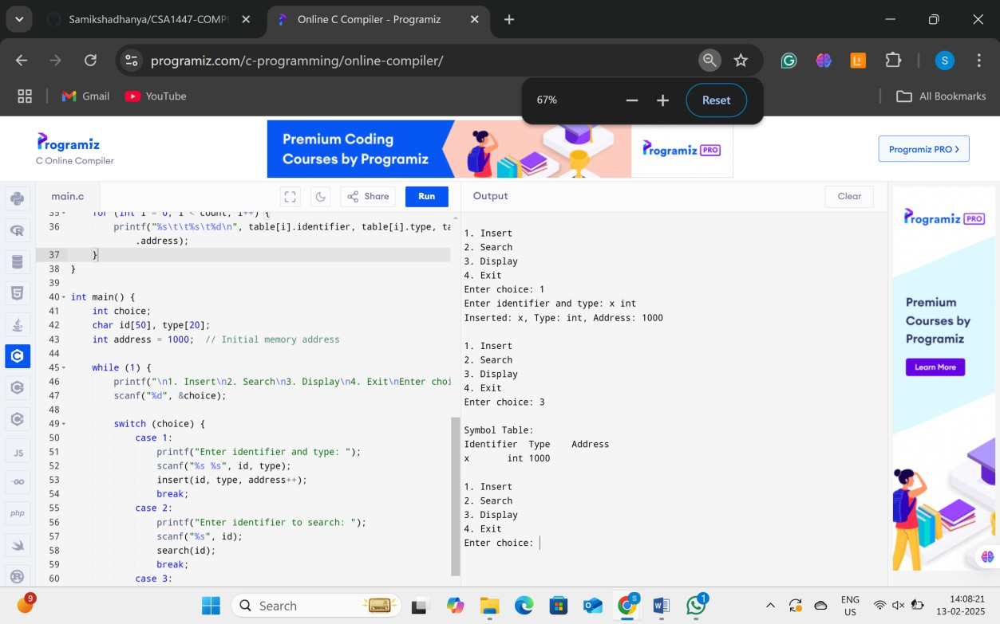 Samikshadhanya/CSA1447-COMPI
Online C Compiler - Programiz
programiz.com/c-programming/online-compiler/
S
Gmail
YouTube
67%
Reset
All Bookmarks
Programiz
C Online Compiler
Premium Coding
Courses by Programiz
Programiz PRO
Programiz PRO
main.c
Share
Run
Output
Clear
35 for (int i = 0; i < count; i++) {
36 printf("%s\t\t%s\t%d\n", table[i].identifier, table[i].type, ta
.address);
37 }
38 }
39
40 int main() {
41 int choice;
42 char id[50], type[20];
43 int address = 1000; // Initial memory address
44
45 while (1) {
46 printf("\n1. Insert\n2. Search\n3. Display\n4. Exit\nEnter choi
47 scanf("%d", &choice);
48
49 switch (choice) {
50 case 1:
51 printf("Enter identifier and type: ");
52 scanf("%s %s", id, type);
53 insert(id, type, address++);
54 break;
55 case 2:
56 printf("Enter identifier to search: ");
57 scanf("%s", id);
58 search(id);
59 break;
60 case 3:
JS
GO
php
1. Insert
2. Search
3. Display
4. Exit
Enter choice: 1
Enter identifier and type: x int
Inserted: x, Type: int, Address: 1000
1. Insert
2. Search
3. Display
4. Exit
Enter choice: 3
Symbol Table:
Identifier Type Address
x int 1000
1. Insert
2. Search
3. Display
4. Exit
Enter choice:
Programiz PRO
Premium
Courses by
Programiz
Learn More
9
Search
S
1
ENG
US
14:08:21
13-02-2025